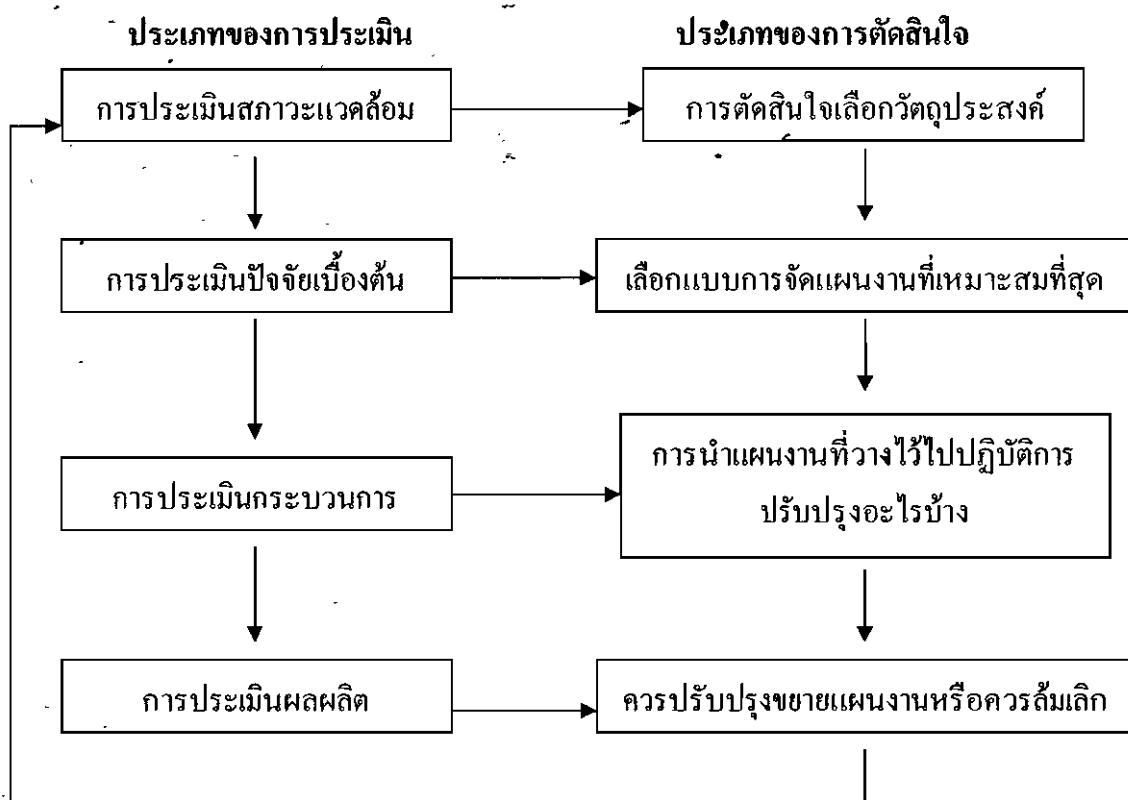 ประเภทของการประเมิน
ประเภทของการตัดสินใจ
การประเมินสภาวะแวดล้อม
การตัดสินใจเลือกวัตถุประสงค์
การประเมินปัจจัยเบื้องต้น
เลือกแบบการจัดแผนงานที่เหมาะสมที่สุด
การประเมินกระบวนการ
การนำแผนงานที่วางไว้ไปปฏิบัติการ
ปรับปรุงอะไรบ้าง
การประเมินผลผลิต
ควรปรับปรุงขยายแผนงานหรือควรล้มเลิก